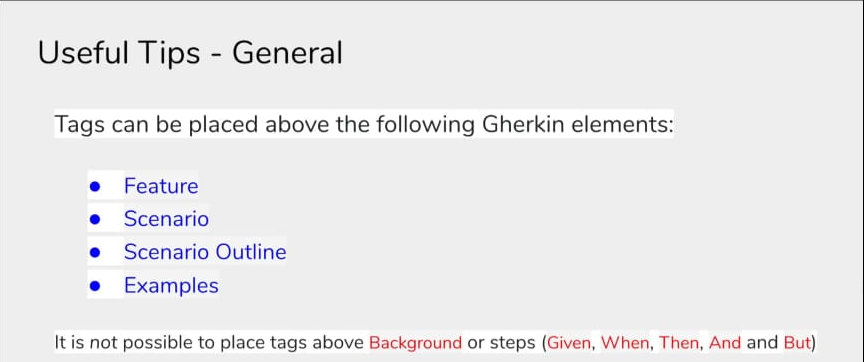 Useful Tips - General
Tags can be placed above the following Gherkin elements:
● Feature
● Scenario
● Scenario Outline
● Examples
It is not possible to place tags above Background or steps (Given, When, Then, And and But)